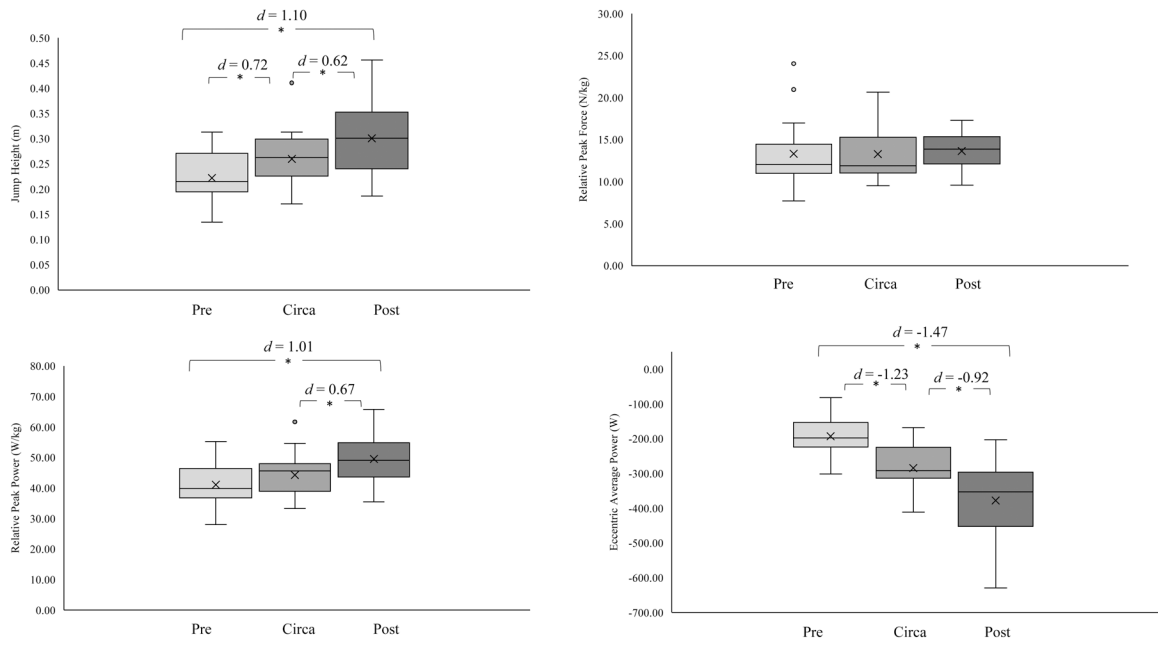 d = 1.10
*
d = 0.72
*
d = 0.62
*
Jump Height (m)
0.50
0.45
0.40
0.35
0.30
0.25
0.20
0.15
0.10
0.05
0.00
Pre Circa Post
Relative Peak Force (N/kg)
30.00
25.00
20.00
15.00
10.00
5.00
0.00
Pre Circa Post
d = 1.01
*
d = 0.67
*
Relative Peak Power (W/kg)
80.00
70.00
60.00
50.00
40.00
30.00
20.00
10.00
0.00
Pre Circa Post
d = -1.47
*
d = -1.23
*
d = -0.92
*
Eccentric Average Power (W)
0.00
-100.00
-200.00
-300.00
-400.00
-500.00
-600.00
-700.00
Pre Circa Post